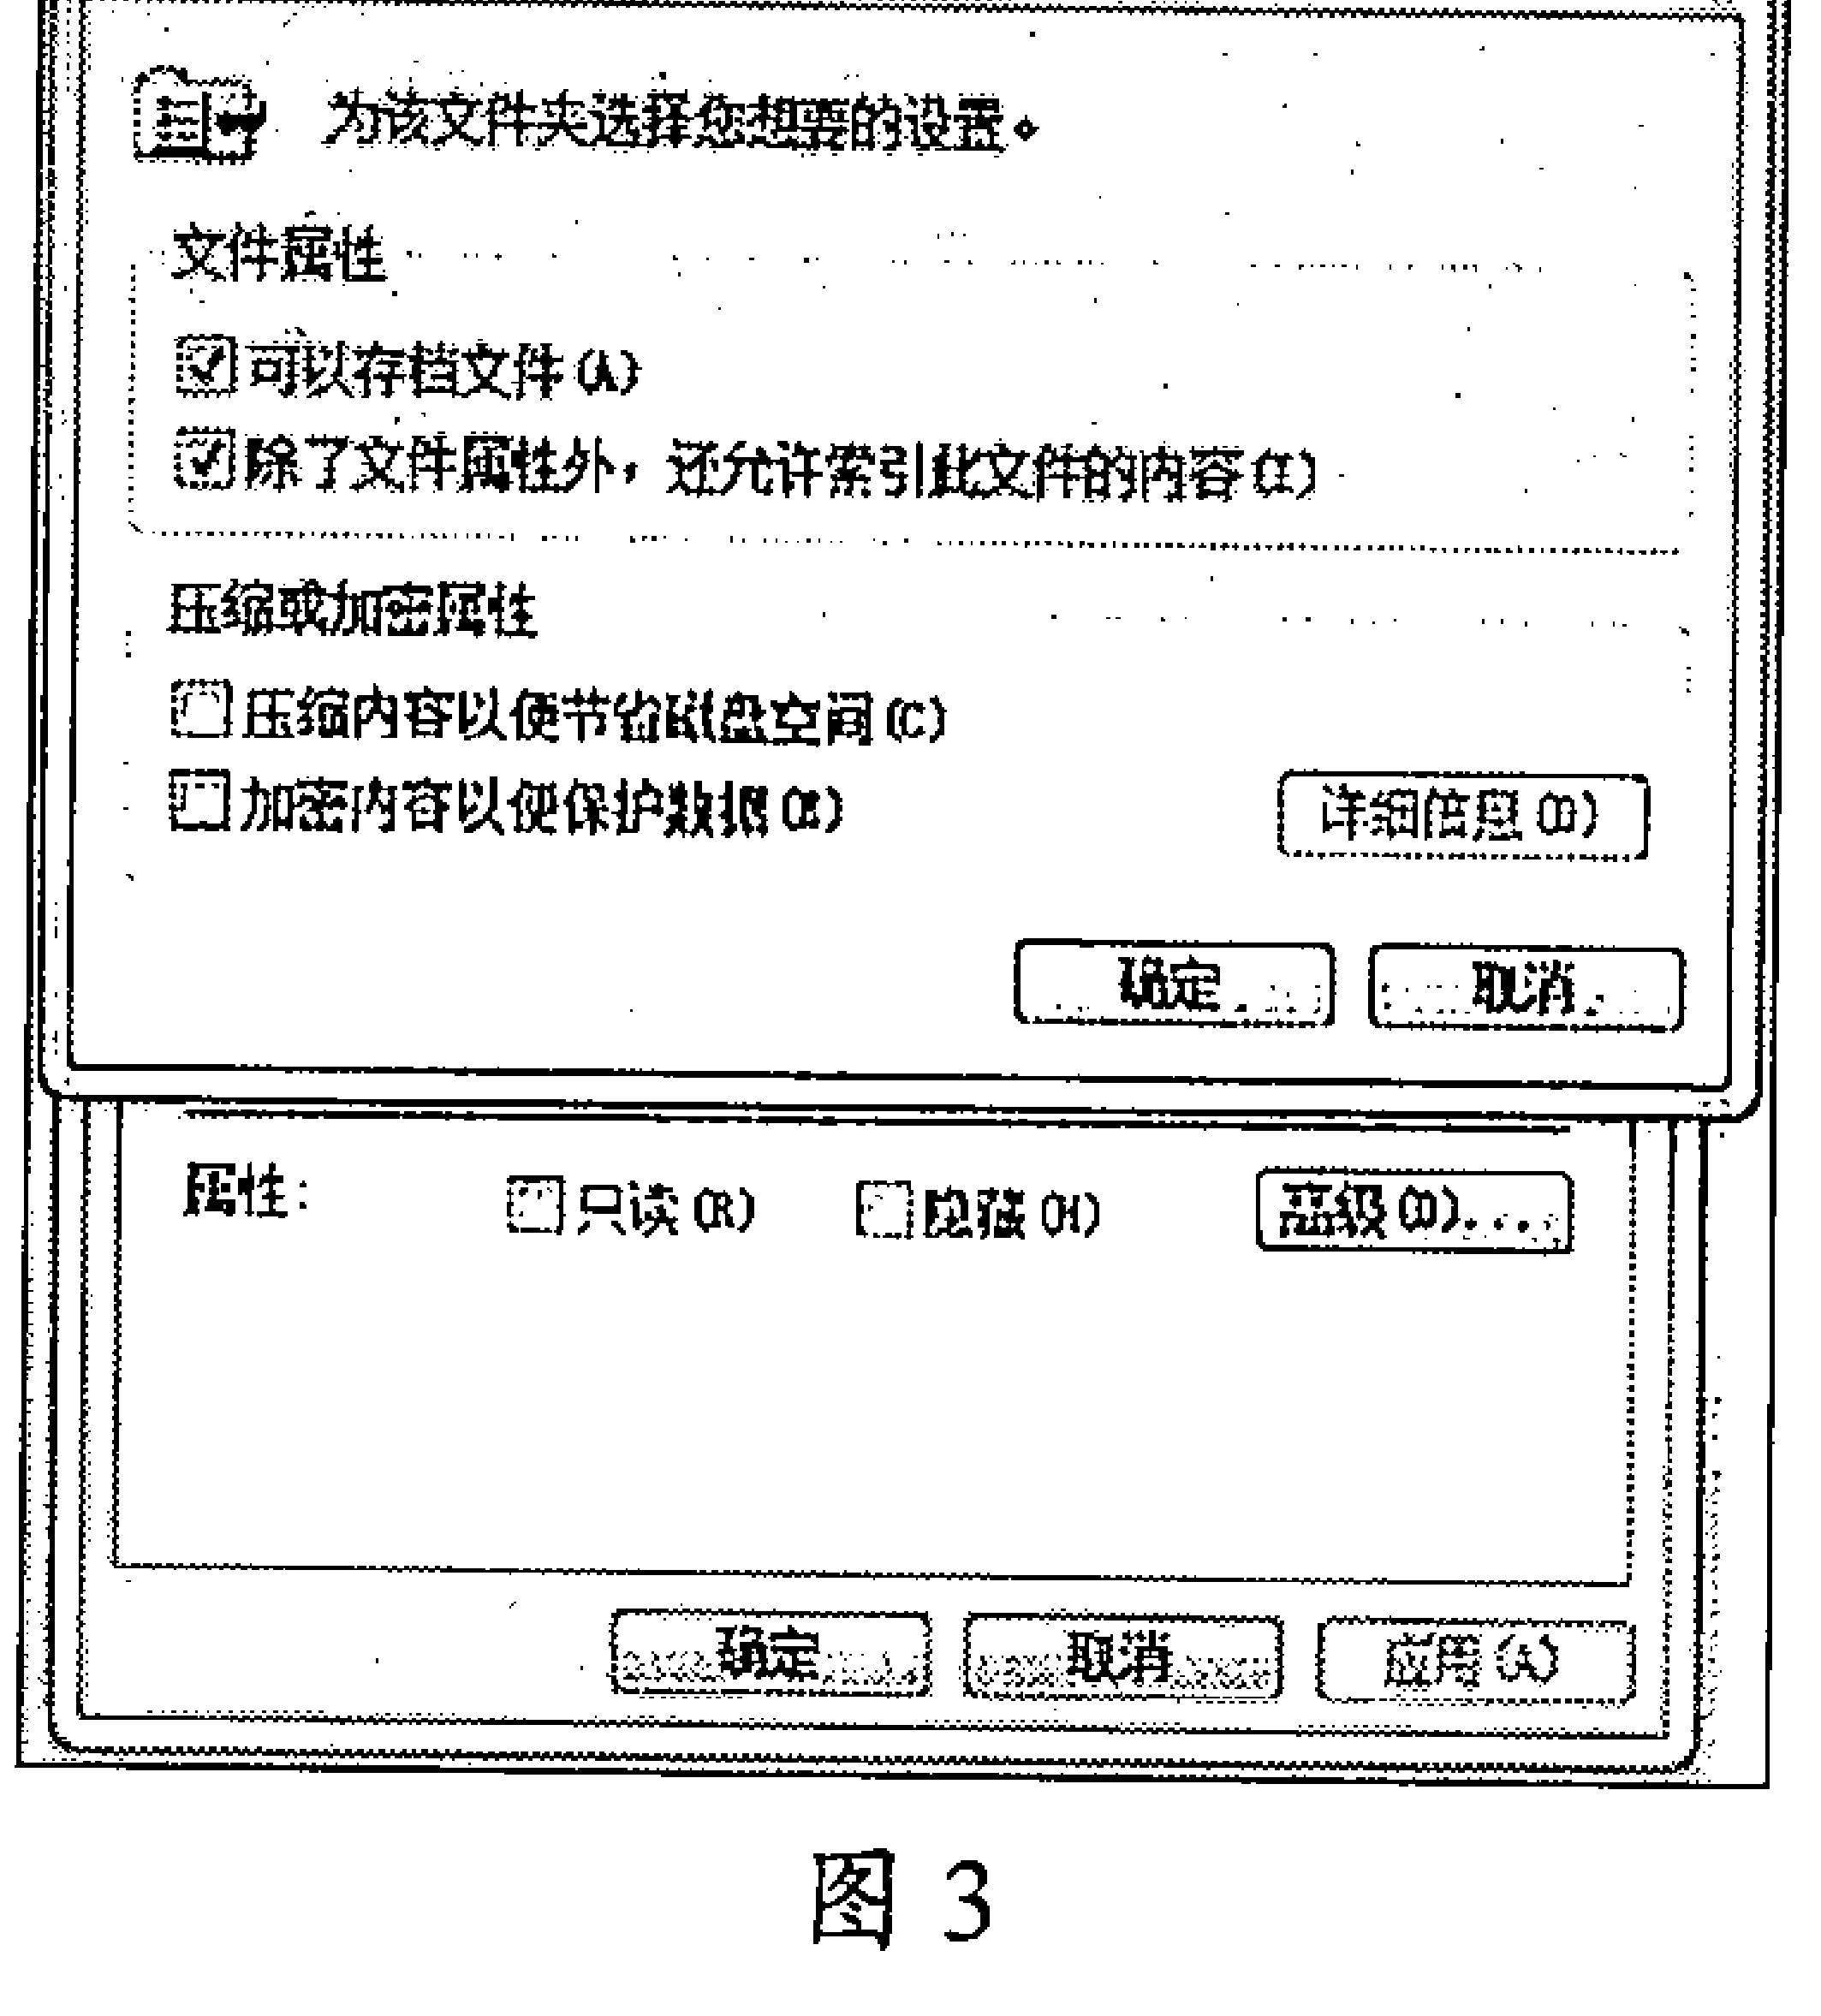 为该文件夹选择您想要的设置。
文件属性
可以存档文件(A)
除了文件属性外，还允许索引此文件的内容(I)
压缩或加密属性
压缩内容以便节省磁盘空间(C)
加密内容以便保护数据(E)
详细信息(D)
确定 取消
属性: 只读(R) 隐藏(H) 高级(D)...
确定 取消 应用(A)
图 3